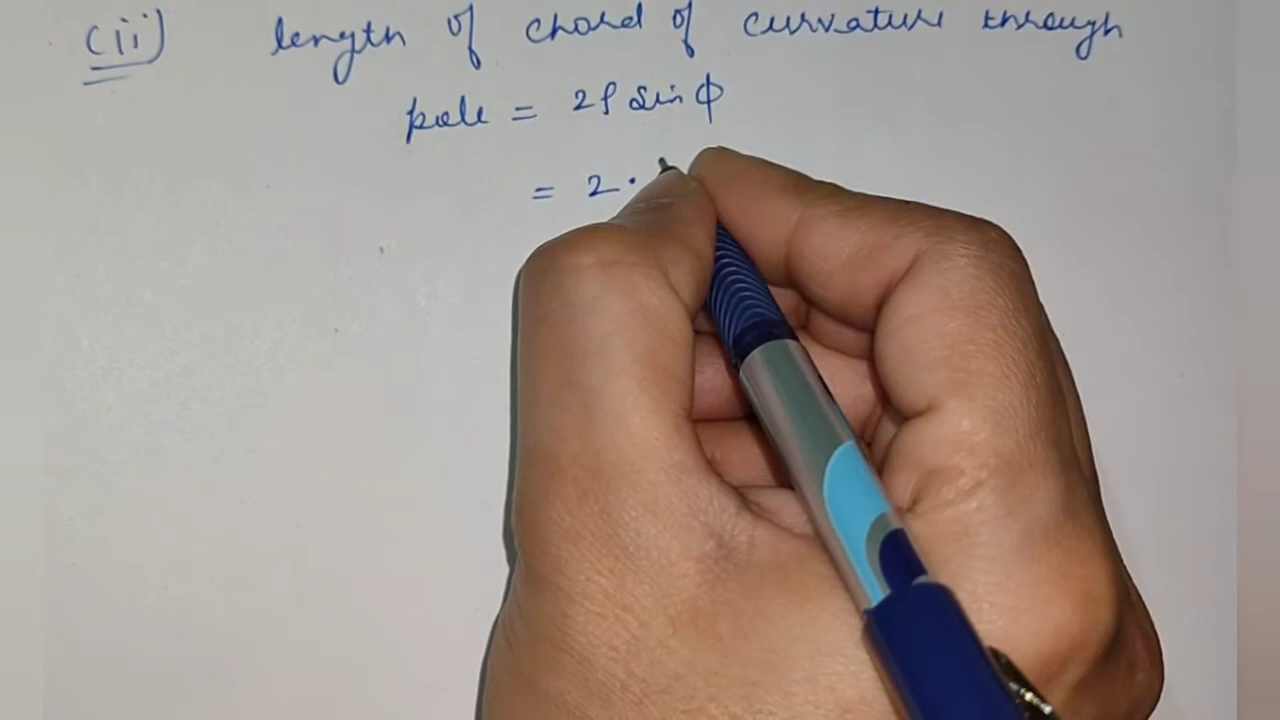 (ii) length of chord of curvature through
pole = 2ρ sin φ
= 2·